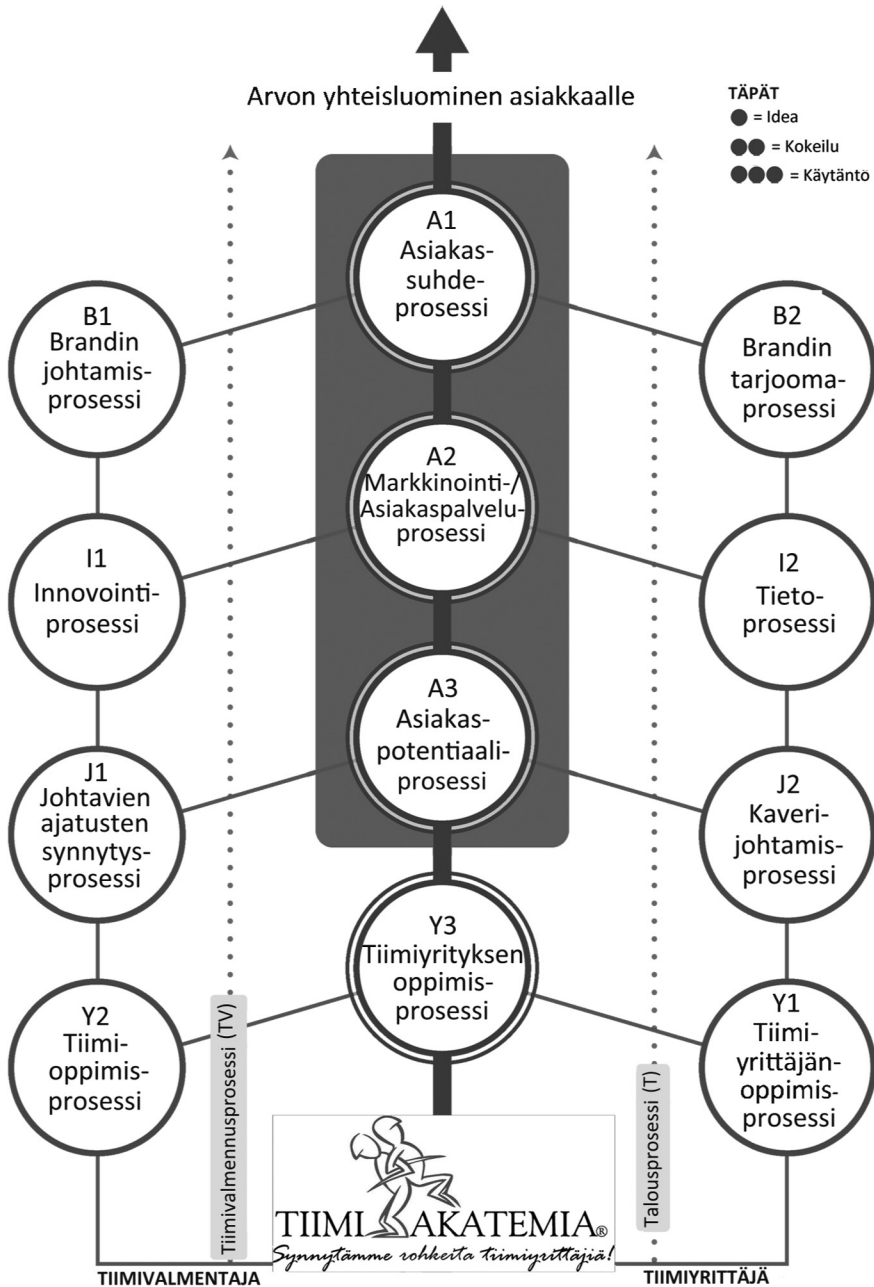 Arvon yhteisluominen asiakkaalle
TÄPÄT
= Idea
= Kokeilu
= Käytäntö
A1
Asiakas-
suhde-
prosessi
B1
Brandin
johtamis-
prosessi
B2
Brandin
tarjooma-
prosessi
A2
Markkinointi-/
Asiakaspalvelu-
prosessi
I1
Innovointi-
prosessi
I2
Tieto-
prosessi
A3
Asiakas-
potentiaali-
prosessi
J1
Johtavien
ajatusten
synnytys-
prosessi
J2
Kaveri-
johtamis-
prosessi
Y3
Tiimiyrityksen
oppimis-
prosessi
Y2
Tiimi-
oppimis-
prosessi
Y1
Tiimi-
yrittäjän-
oppimis-
prosessi
Tiimivalmennusprosessi (TV)
Talousprosessi (T)
TIIMIAKATEMIA®
Synnytämme rohkeita tiimiyrittäjiä!
TIIMIVALMENTAJA
TIIMIYRITTÄJÄ